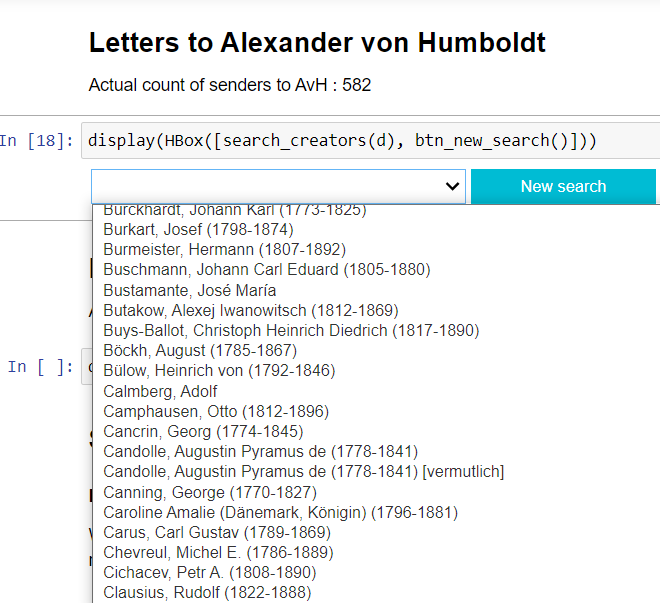 Letters to Alexander von Humboldt
Actual count of senders to AvH : 582
In [18]: display(HBox([search_creators(d), btn_new_search()]))
New search
Burckhardt, Johann Karl (1773-1825)
Burkart, Josef (1798-1874)
Burmeister, Hermann (1807-1892)
Buschmann, Johann Carl Eduard (1805-1880)
Bustamante, José María
Butakow, Alexej Iwanowitsch (1812-1869)
Buys-Ballot, Christoph Heinrich Diedrich (1817-1890)
Böckh, August (1785-1867)
In [ ]:
Bülow, Heinrich von (1792-1846)
Calmberg, Adolf
Camphausen, Otto (1812-1896)
Cancrin, Georg (1774-1845)
Candolle, Augustin Pyramus de (1778-1841)
Candolle, Augustin Pyramus de (1778-1841) [vermutlich]
Canning, George (1770-1827)
Caroline Amalie (Dänemark, Königin) (1796-1881)
Carus, Carl Gustav (1789-1869)
Chevreul, Michel E. (1786-1889)
Cichacev, Petr A. (1808-1890)
Clausius, Rudolf (1822-1888)